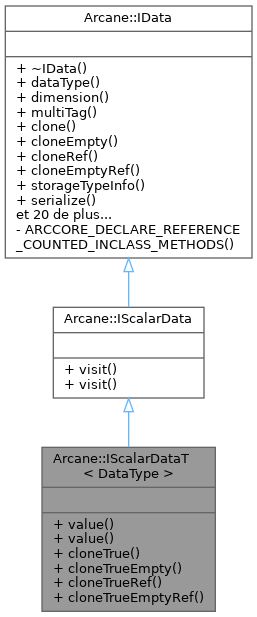 Arcane::IData
+ ~IData()
+ dataType()
+ dimension()
+ multiTag()
+ clone()
+ cloneEmpty()
+ cloneRef()
+ cloneEmptyRef()
+ storageTypeInfo()
+ serialize()
et 20 de plus...
- ARCCORE_DECLARE_REFERENCE
_COUNTED_INCLASS_METHODS()
Arcane::IScalarData
+ visit()
+ visit()
Arcane::IScalarDataT
< DataType >
+ value()
+ value()
+ cloneTrue()
+ cloneTrueEmpty()
+ cloneTrueRef()
+ cloneTrueEmptyRef()